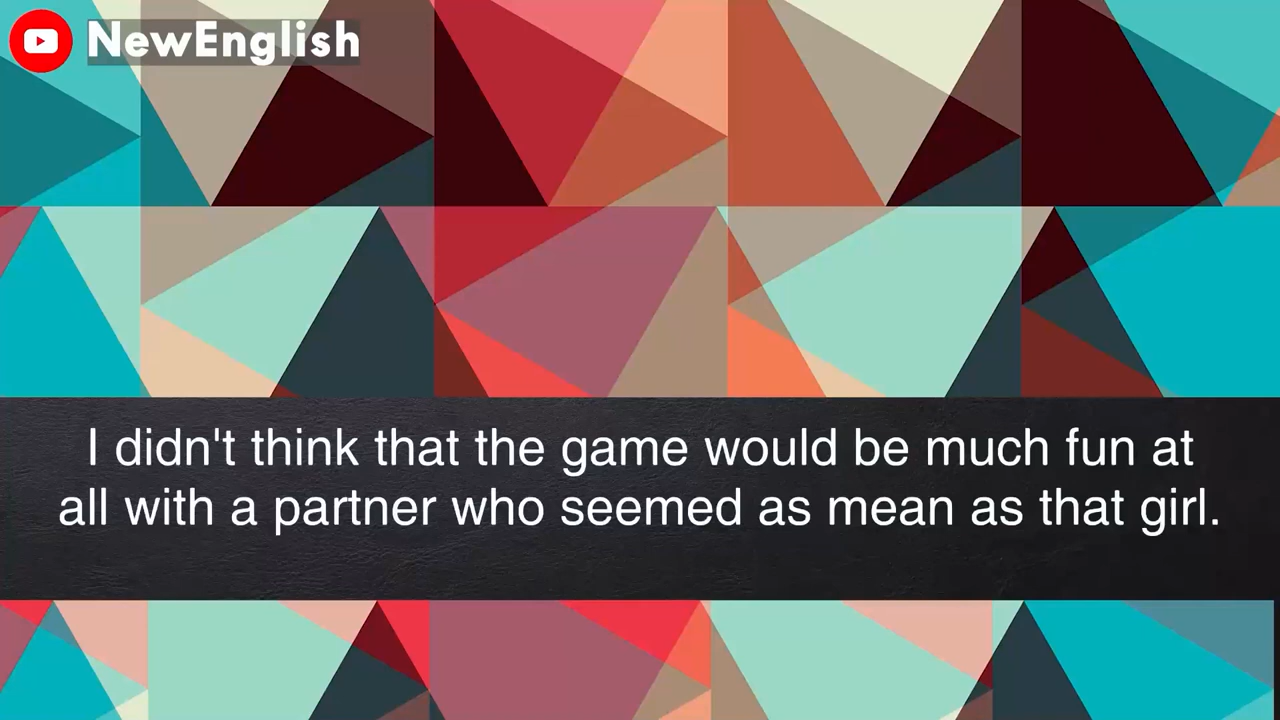 NewEnglish
I didn't think that the game would be much fun at
all with a partner who seemed as mean as that girl.